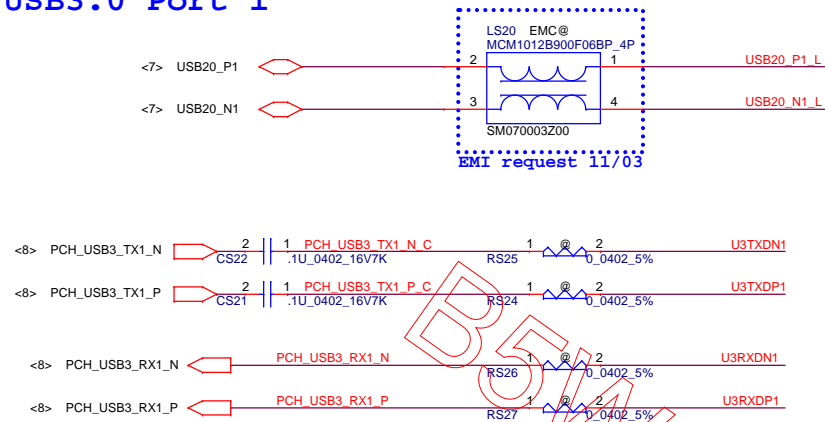 USB3.0 Port 1
LS20 EMC@
MCM1012B900F06BP_4P
<7> USB20_P1 2 1 USB20_P1_L
<7> USB20_N1 3 4 USB20_N1_L
SM070003Z00
EMI request 11/03
<8> PCH_USB3_TX1_N 2 1 PCH_USB3_TX1_N_C 1 @ 2 U3TXDN1
CS22 .1U_0402_16V7K RS25 0_0402_5%
<8> PCH_USB3_TX1_P 2 1 PCH_USB3_TX1_P_C 1 @ 2 U3TXDP1
CS21 .1U_0402_16V7K RS24 0_0402_5%
<8> PCH_USB3_RX1_N PCH_USB3_RX1_N 1 @ 2 U3RXDN1
RS26 0_0402_5%
<8> PCH_USB3_RX1_P PCH_USB3_RX1_P 1 @ 2 U3RXDP1
RS27 0_0402_5%